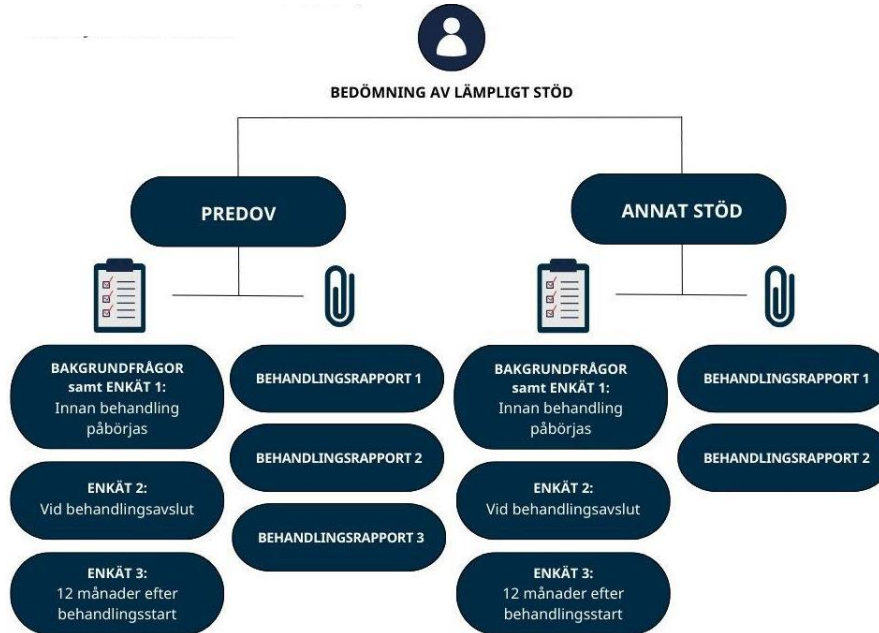 BEDÖMNING AV LÄMPLIGT STÖD
PREDOV
BAKGRUNDFRÅGOR
samt ENKÄT 1:
Innan behandling
påbörjas
ENKÄT 2:
Vid behandlingsavslut
ENKÄT 3:
12 månader efter
behandlingsstart
BEHANDLINGSRAPPORT 1
BEHANDLINGSRAPPORT 2
BEHANDLINGSRAPPORT 3
ANNAT STÖD
BAKGRUNDFRÅGOR
samt ENKÄT 1:
Innan behandling
påbörjas
ENKÄT 2:
Vid behandlingsavslut
ENKÄT 3:
12 månader efter
behandlingsstart
BEHANDLINGSRAPPORT 1
BEHANDLINGSRAPPORT 2